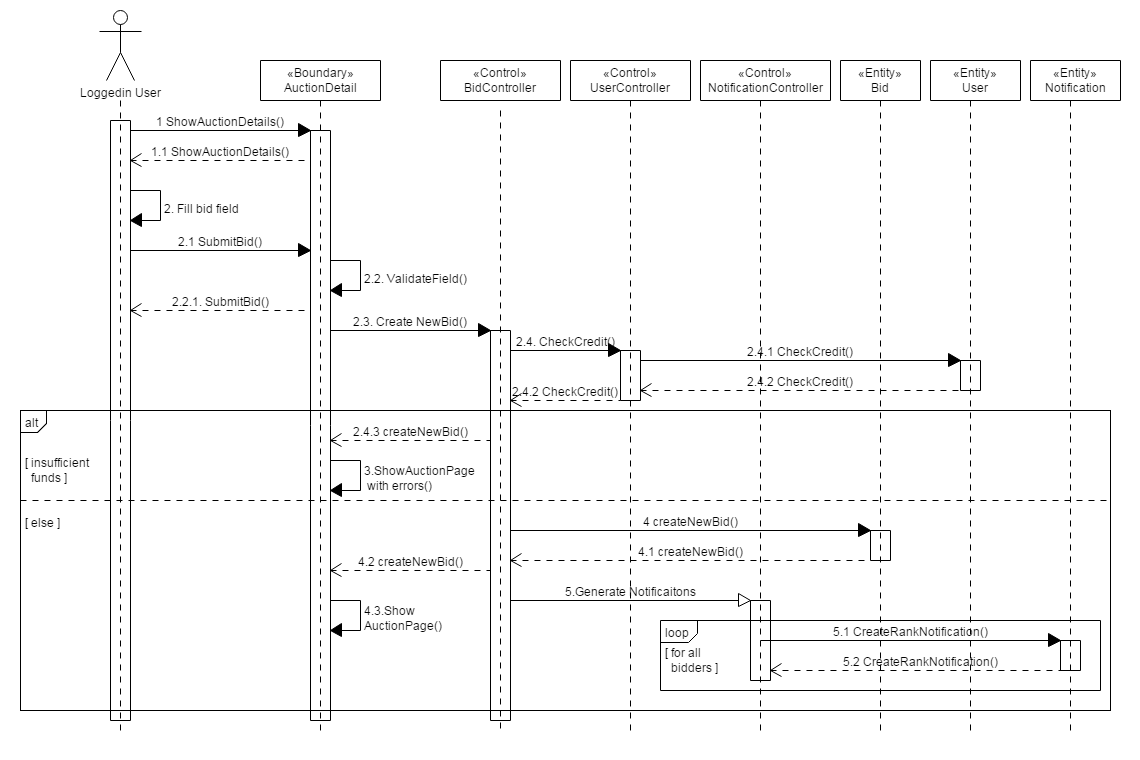 Loggedin User
«Boundary»
AuctionDetail
«Control»
BidController
«Control»
UserController
«Control»
NotificationController
«Entity»
Bid
«Entity»
User
«Entity»
Notification
1 ShowAuctionDetails()
1.1 ShowAuctionDetails()
2. Fill bid field
2.1 SubmitBid()
2.2. ValidateField()
2.2.1. SubmitBid()
2.3. Create NewBid()
2.4. CheckCredit()
2.4.1 CheckCredit()
2.4.2 CheckCredit()
2.4.2 CheckCredit()
alt
2.4.3 createNewBid()
[ insufficient
funds ]
3.ShowAuctionPage
with errors()
[ else ]
4 createNewBid()
4.1 createNewBid()
4.2 createNewBid()
5.Generate Notificaitons
4.3.Show
AuctionPage()
loop
[ for all
bidders ]
5.1 CreateRankNotification()
5.2 CreateRankNotification()